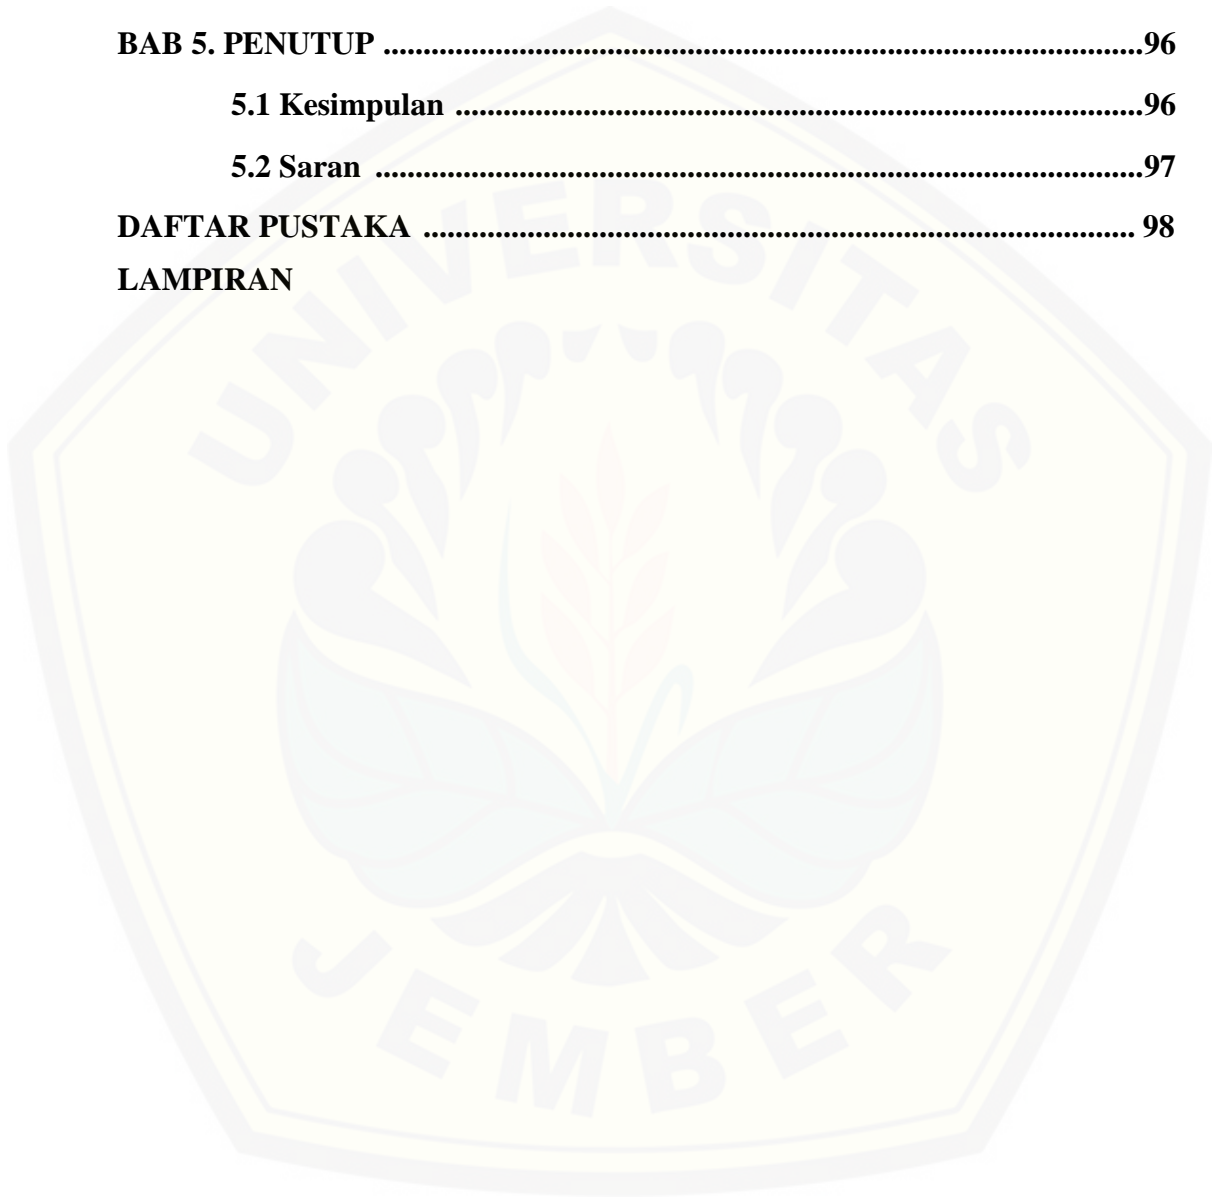 BAB 5. PENUTUP ................................................................................................96
5.1 Kesimpulan .......................................................................................96
5.2 Saran .................................................................................................97
DAFTAR PUSTAKA .......................................................................................... 98
LAMPIRAN
UNIVERSITAS
JEMBER